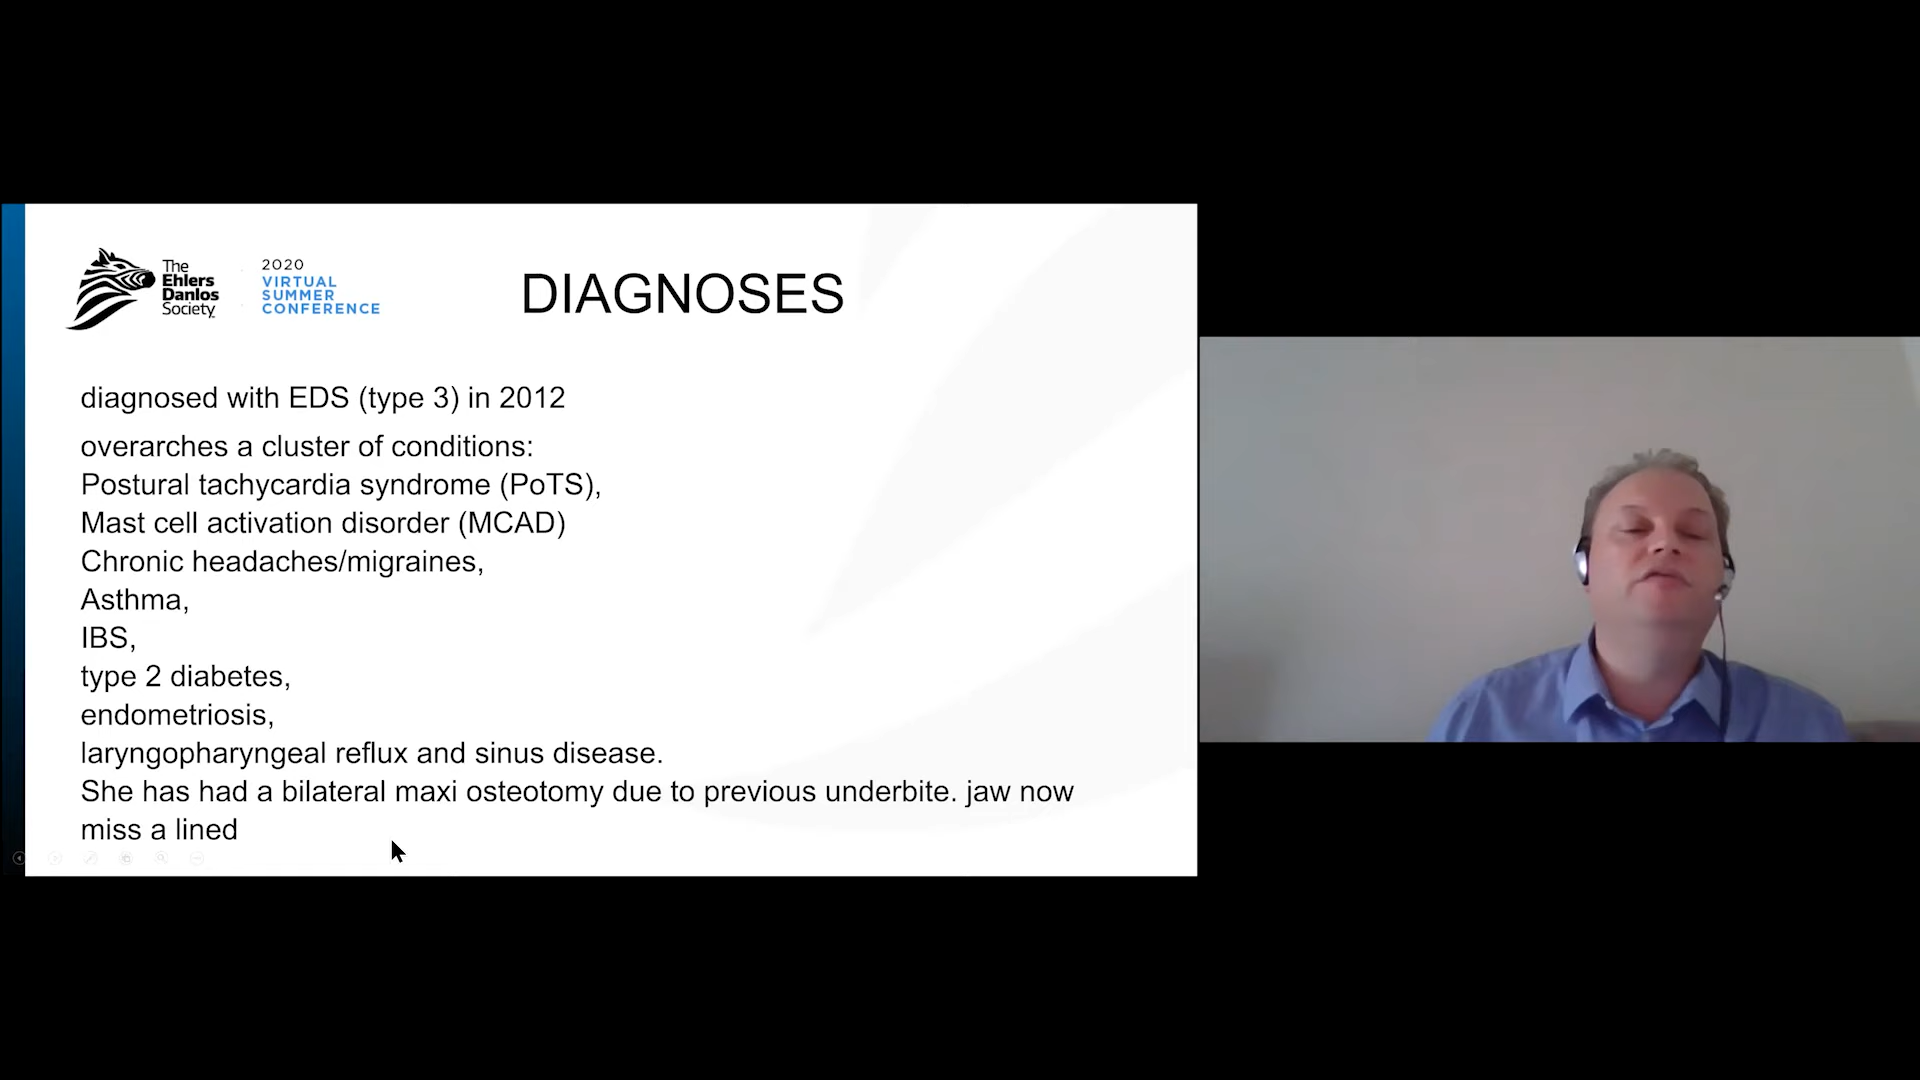 The
Ehlers
Danlos
Society
2020
VIRTUAL
SUMMER
CONFERENCE
DIAGNOSES
diagnosed with EDS (type 3) in 2012
overarches a cluster of conditions:
Postural tachycardia syndrome (PoTS),
Mast cell activation disorder (MCAD)
Chronic headaches/migraines,
Asthma,
IBS,
type 2 diabetes,
endometriosis,
laryngopharyngeal reflux and sinus disease.
She has had a bilateral maxi osteotomy due to previous underbite. jaw now
miss a lined